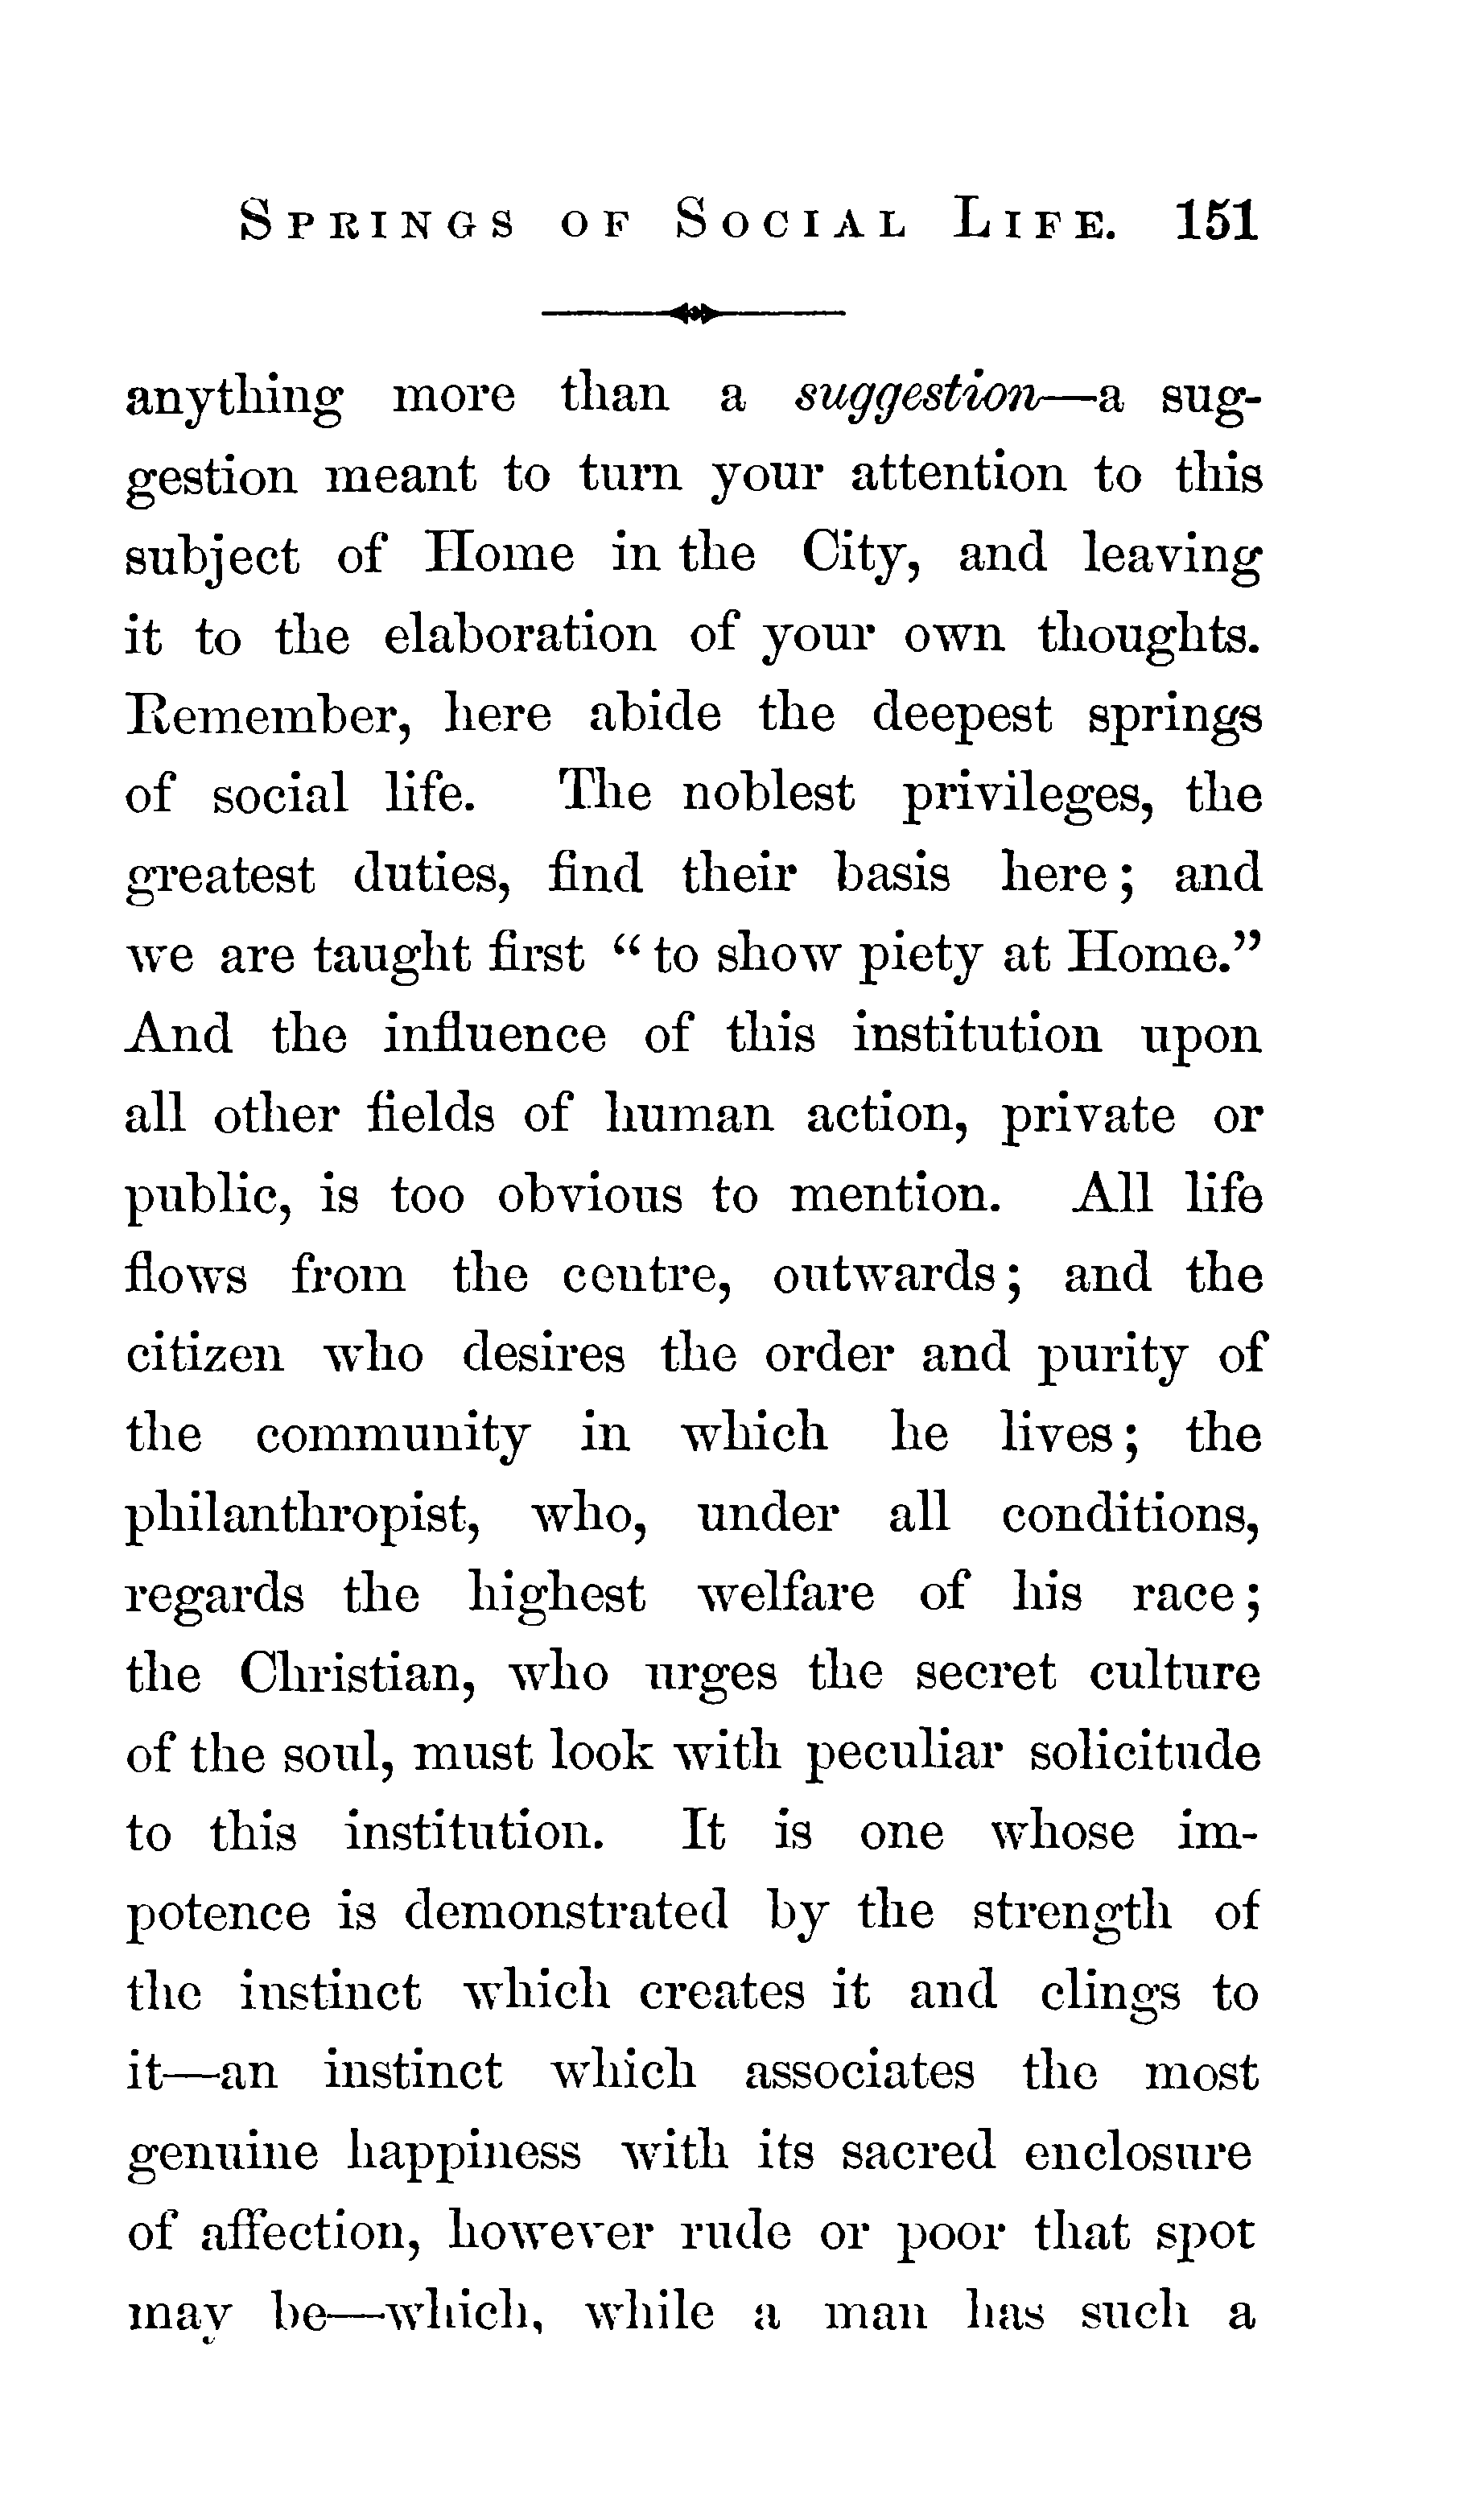 SPRINGS OF SOCIAL LIFE. 151
anything more than a suggestion—a sug-
gestion meant to turn your attention to this
subject of Home in the City, and leaving
it to the elaboration of your own thoughts.
Remember, here abide the deepest springs
of social life. The noblest privileges, the
greatest duties, find their basis here; and
we are taught first "to show piety at Home."
And the influence of this institution upon
all other fields of human action, private or
public, is too obvious to mention. All life
flows from the centre, outwards; and the
citizen who desires the order and purity of
the community in which he lives; the
philanthropist, who, under all conditions,
regards the highest welfare of his race;
the Christian, who urges the secret culture
of the soul, must look with peculiar solicitude
to this institution. It is one whose im-
potence is demonstrated by the strength of
the instinct which creates it and clings to
it—an instinct which associates the most
genuine happiness with its sacred enclosure
of affection, however rude or poor that spot
may be—which, while a man has such a